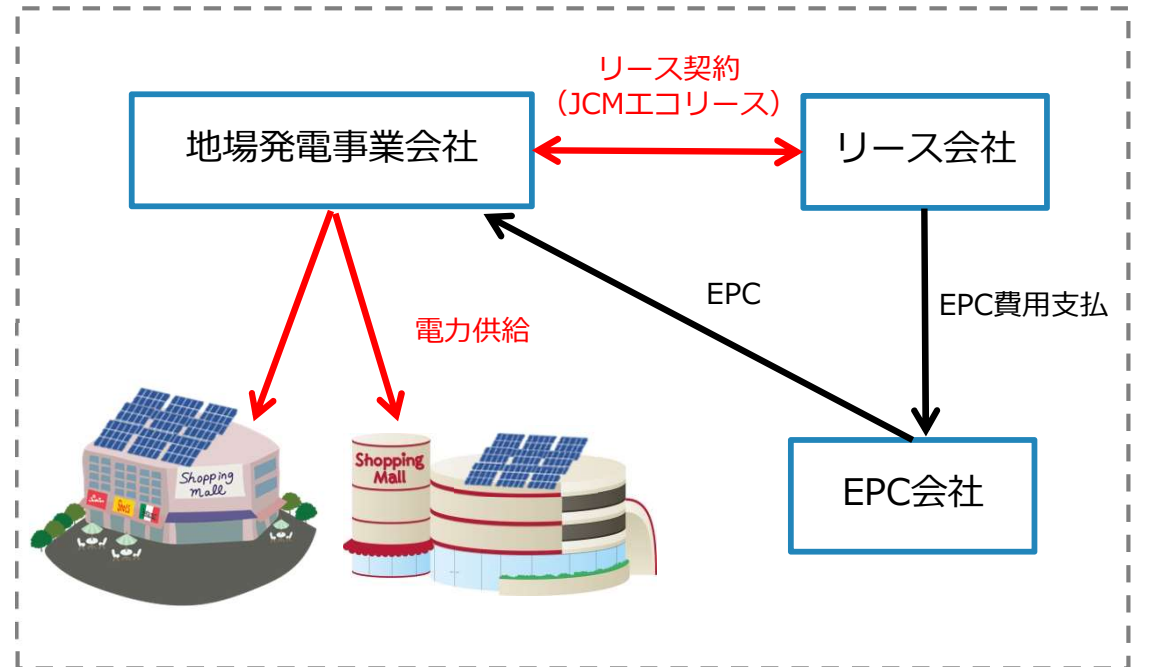 リース契約
（JCMエコリース）
地場発電事業会社
リース会社
EPC
EPC費用支払
電力供給
Shopping
mall
Shopping
Mall
EPC会社